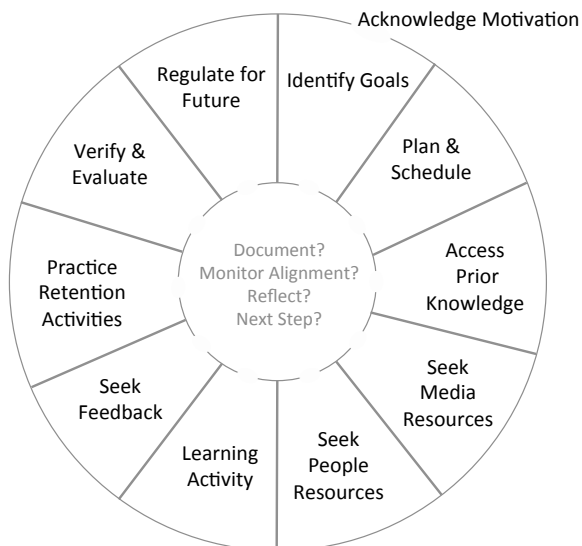 Acknowledge Motivation
Identify Goals
Plan &
Schedule
Access
Prior
Knowledge
Seek
Media
Resources
Seek
People
Resources
Learning
Activity
Seek
Feedback
Practice
Retention
Activities
Verify &
Evaluate
Regulate for
Future
Document?
Monitor Alignment?
Reflect?
Next Step?